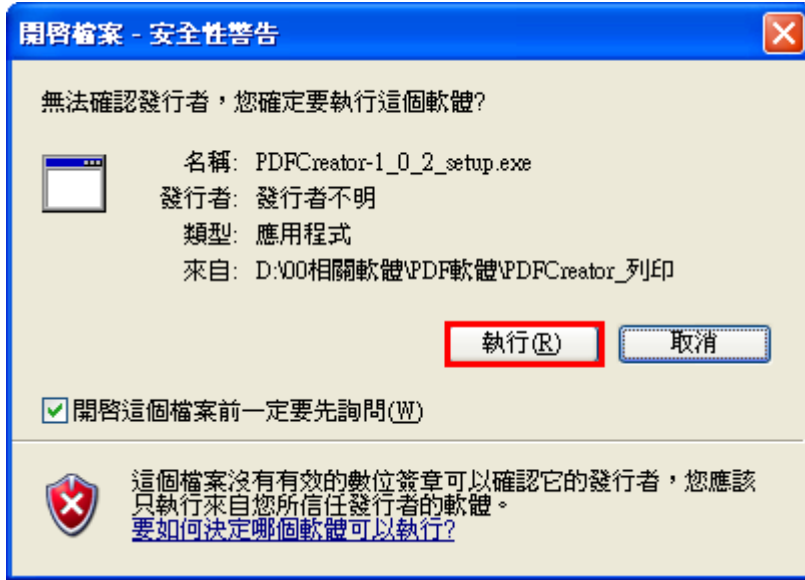 開啓檔案 - 安全性警告
無法確認發行者，您確定要執行這個軟體?
名稱: PDFCreator-1_0_2_setup.exe
發行者: 發行者不明
類型: 應用程式
來自: D:\00相關軟體\PDF軟體\PDFCreator_列印
執行(R) 取消
開啓這個檔案前一定要先詢問(W)
這個檔案沒有有效的數位簽章可以確認它的發行者，您應該
只執行來自您所信任發行者的軟體。
要如何決定哪個軟體可以執行?